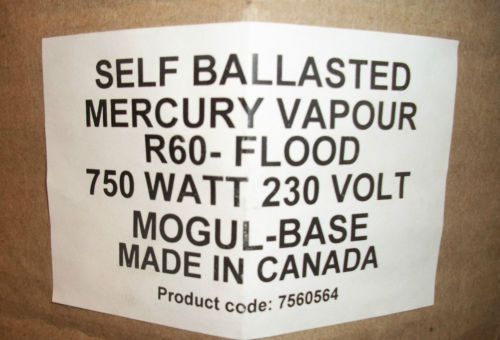 SELF BALLASTED
MERCURY VAPOUR
R60- FLOOD
750 WATT 230 VOLT
MOGUL-BASE
MADE IN CANADA
Product code: 7560564